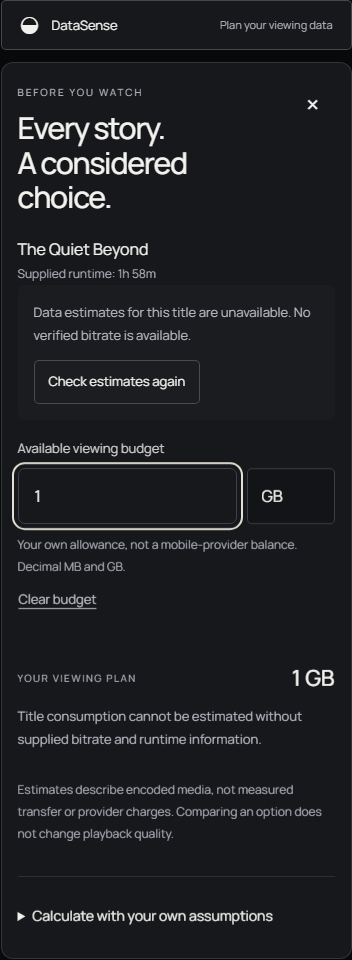 DataSense
Plan your viewing data
BEFORE YOU WATCH
Every story.
A considered
choice.
The Quiet Beyond
Supplied runtime: 1h 58m
Data estimates for this title are unavailable. No
verified bitrate is available.
Check estimates again
Available viewing budget
1
GB
Your own allowance, not a mobile-provider balance.
Decimal MB and GB.
Clear budget
YOUR VIEWING PLAN
1 GB
Title consumption cannot be estimated without
supplied bitrate and runtime information.
Estimates describe encoded media, not measured
transfer or provider charges. Comparing an option does
not change playback quality.
Calculate with your own assumptions